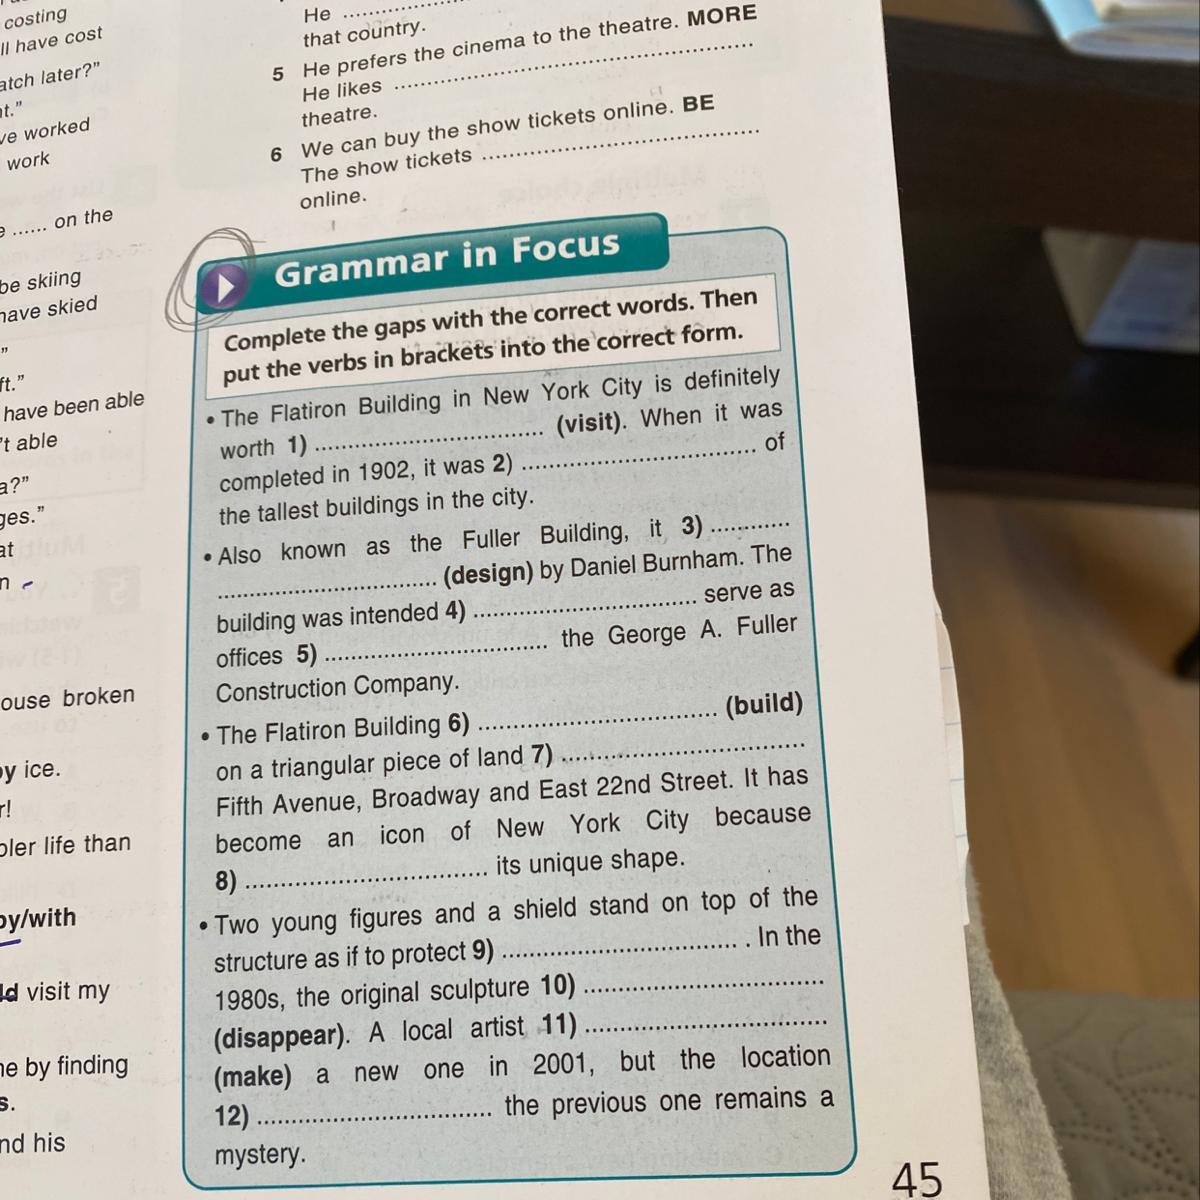 costing
ll have cost
atch later?"
nt."
ve worked
work
...... on the
be skiing
have skied
"
ft."
have been able
't able
a?"
ges."
at
n
ouse broken
by ice.
r!
pler life than
by/with
ld visit my
ne by finding
s.
nd his
He ..................
that country.
5 He prefers the cinema to the theatre. MORE
He likes ..................................................
theatre.
6 We can buy the show tickets online. BE
The show tickets .......................................
online.
Grammar in Focus
Complete the gaps with the correct words. Then
put the verbs in brackets into the correct form.
• The Flatiron Building in New York City is definitely
worth 1) ................................ (visit). When it was
completed in 1902, it was 2) ................................ of
the tallest buildings in the city.
• Also known as the Fuller Building, it 3) ...........
.............................. (design) by Daniel Burnham. The
building was intended 4) ............................... serve as
offices 5) ............................... the George A. Fuller
Construction Company.
• The Flatiron Building 6) ................................. (build)
on a triangular piece of land 7) ..................................
Fifth Avenue, Broadway and East 22nd Street. It has
become an icon of New York City because
8) .................................. its unique shape.
• Two young figures and a shield stand on top of the
structure as if to protect 9) ................................. . In the
1980s, the original sculpture 10) .................................
(disappear). A local artist 11) .................................
(make) a new one in 2001, but the location
12) ................................ the previous one remains a
mystery.
45